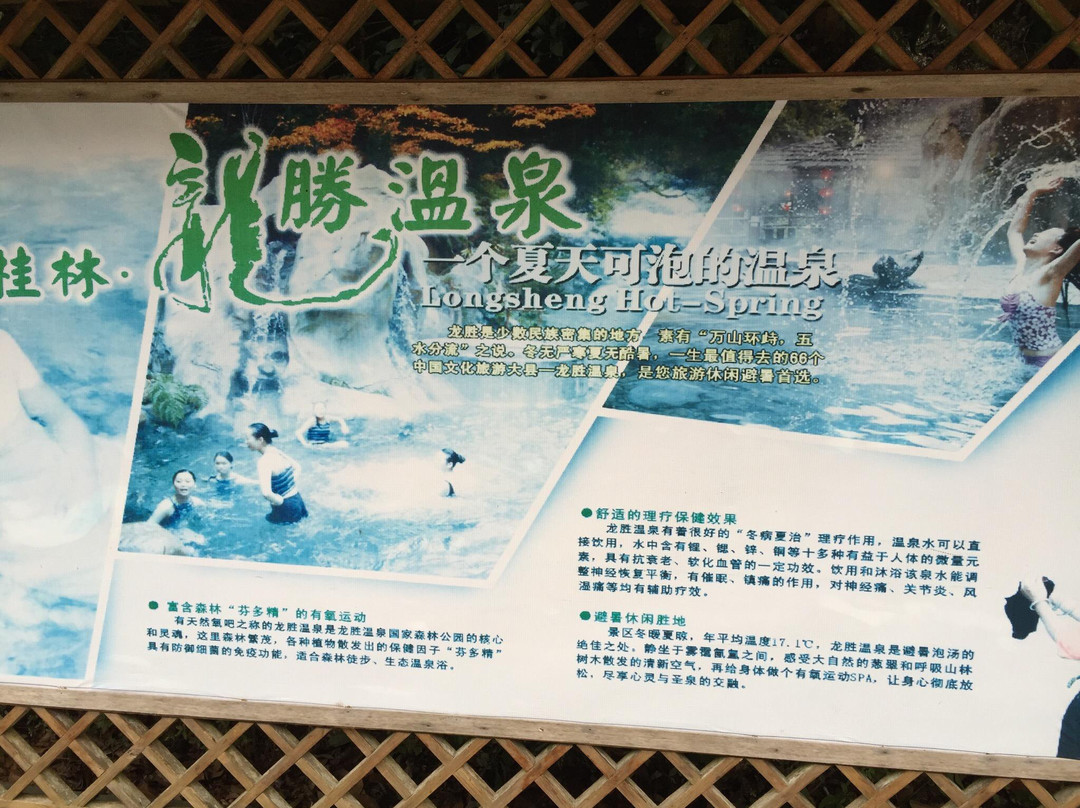 桂林·龍勝温泉
一个夏天可泡的温泉
Longsheng Hot-Spring
龙胜是少数民族密集的地方，素有“万山环峙，五
水分流”之说。冬无严寒夏无酷暑，一生最值得去的66个
中国文化旅游大县—龙胜温泉，是您旅游休闲避暑首选。
●舒适的理疗保健效果
龙胜温泉有着很好的“冬病夏治”理疗作用，温泉水可以直
接饮用，水中含有锂、锶、锌、铜等十多种有益于人体的微量元
素，具有抗衰老、软化血管的一定功效。饮用和沐浴该泉水能调
整神经恢复平衡，有催眠、镇痛的作用，对神经痛、关节炎、风
湿痛等均有辅助疗效。
●避暑休闲胜地
景区冬暖夏晾，年平均温度17.1℃，龙胜温泉是避暑泡汤的
绝佳之处。静坐于雾霭氤氲之间，感受大自然的葱翠和呼吸山林
树木散发的清新空气，再给身体做个有氧运动SPA，让身心彻底放
松，尽享心灵与圣泉的交融。
●富含森林“芬多精”的有氧运动
有天然氧吧之称的龙胜温泉是龙胜温泉国家森林公园的核心
和灵魂，这里森林繁茂，各种植物散发出的保健因子“芬多精”
具有防御细菌的免疫功能，适合森林徒步、生态温泉浴。